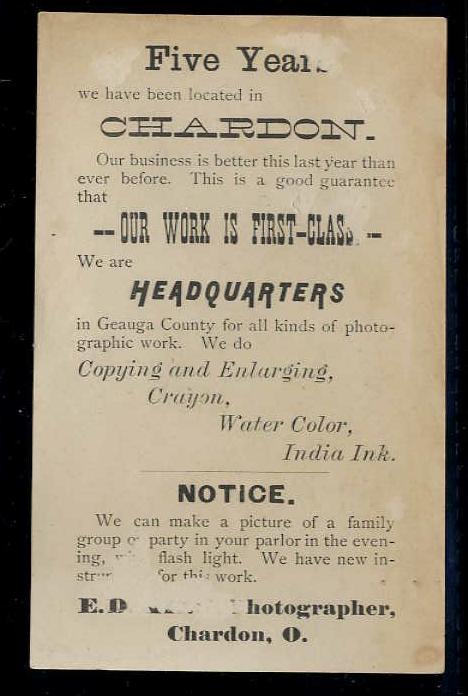 Five
we have been located in
CHARDON.
Our business is better this last year than
ever before. This is a good guarantee
that
—OUR WORK IS FIRST-CLASS.—
We are
HEADQUARTERS
in Geauga County for all kinds of photo-
graphic work. We do
Copying and Enlarging,
Crayon,
Water Color,
India Ink.
NOTICE.
We can make a picture of a family
group or party in your parlor in the even-
ing, flash light. We have new in-
for this work.
E. D. Photographer,
Chardon, O.